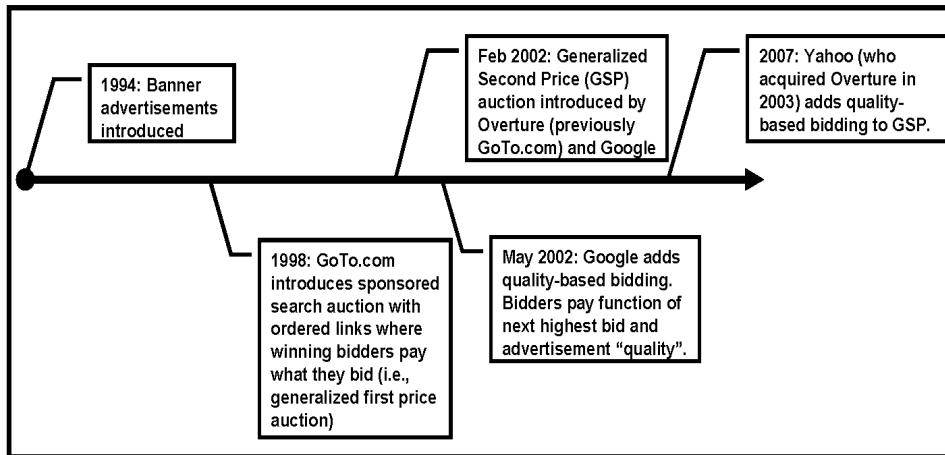 1994: Banner
advertisements
introduced
1998: GoTo.com
introduces sponsored
search auction with
ordered links where
winning bidders pay
what they bid (i.e.,
generalized first price
auction)
Feb 2002: Generalized
Second Price (GSP)
auction introduced by
Overture (previously
GoTo.com) and Google
May 2002: Google adds
quality-based bidding.
Bidders pay function of
next highest bid and
advertisement “quality”.
2007: Yahoo (who
acquired Overture in
2003) adds quality-
based bidding to GSP.